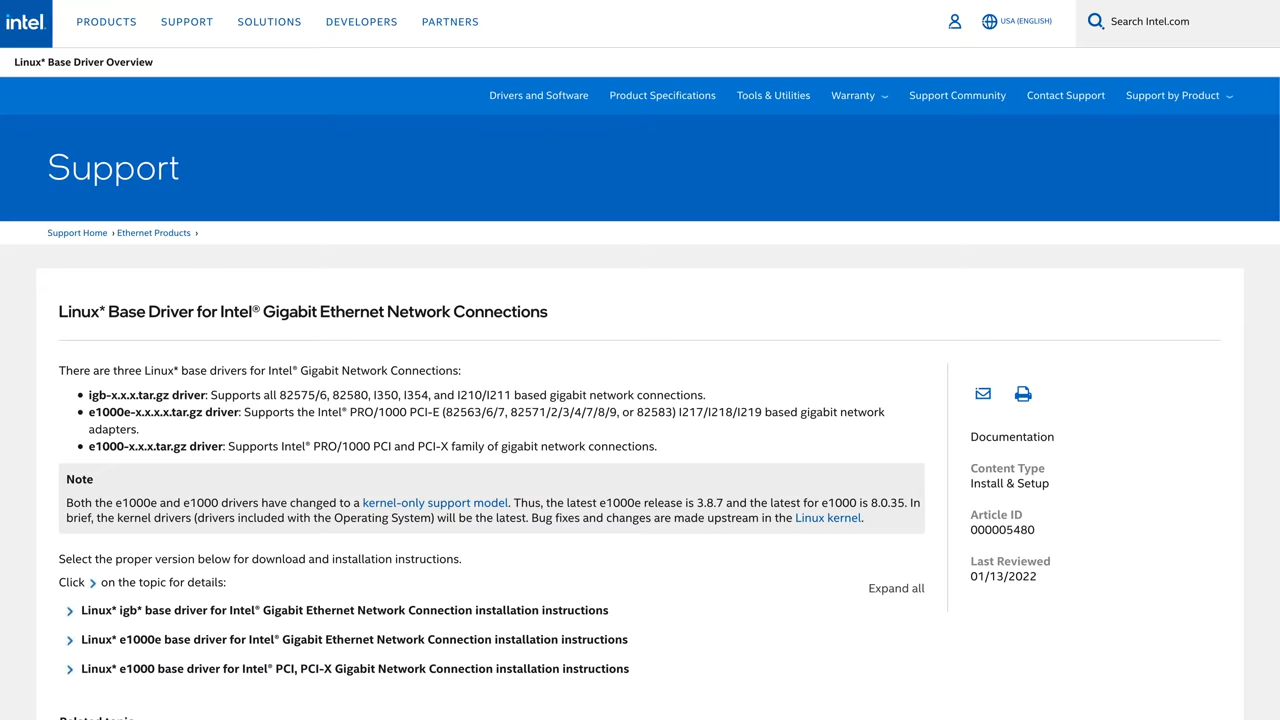 intel.
PRODUCTS SUPPORT SOLUTIONS DEVELOPERS PARTNERS
USA (ENGLISH)
Search Intel.com
Linux* Base Driver Overview
Drivers and Software Product Specifications Tools & Utilities Warranty Support Community Contact Support Support by Product
Support
Support Home › Ethernet Products ›
Linux* Base Driver for Intel® Gigabit Ethernet Network Connections
There are three Linux* base drivers for Intel® Gigabit Network Connections:
• igb-x.x.x.tar.gz driver: Supports all 82575/6, 82580, I350, I354, and I210/I211 based gigabit network connections.
• e1000e-x.x.x.x.tar.gz driver: Supports the Intel® PRO/1000 PCI-E (82563/6/7, 82571/2/3/4/7/8/9, or 82583) I217/I218/I219 based gigabit network
adapters.
• e1000-x.x.x.tar.gz driver: Supports Intel® PRO/1000 PCI and PCI-X family of gigabit network connections.
Note
Both the e1000e and e1000 drivers have changed to a kernel-only support model. Thus, the latest e1000e release is 3.8.7 and the latest for e1000 is 8.0.35. In
brief, the kernel drivers (drivers included with the Operating System) will be the latest. Bug fixes and changes are made upstream in the Linux kernel.
Select the proper version below for download and installation instructions.
Click › on the topic for details:
Expand all
Linux* igb* base driver for Intel® Gigabit Ethernet Network Connection installation instructions
Linux* e1000e base driver for Intel® Gigabit Ethernet Network Connection installation instructions
Linux* e1000 base driver for Intel® PCI, PCI-X Gigabit Network Connection installation instructions
Related topic
Documentation
Content Type
Install & Setup
Article ID
000005480
Last Reviewed
01/13/2022